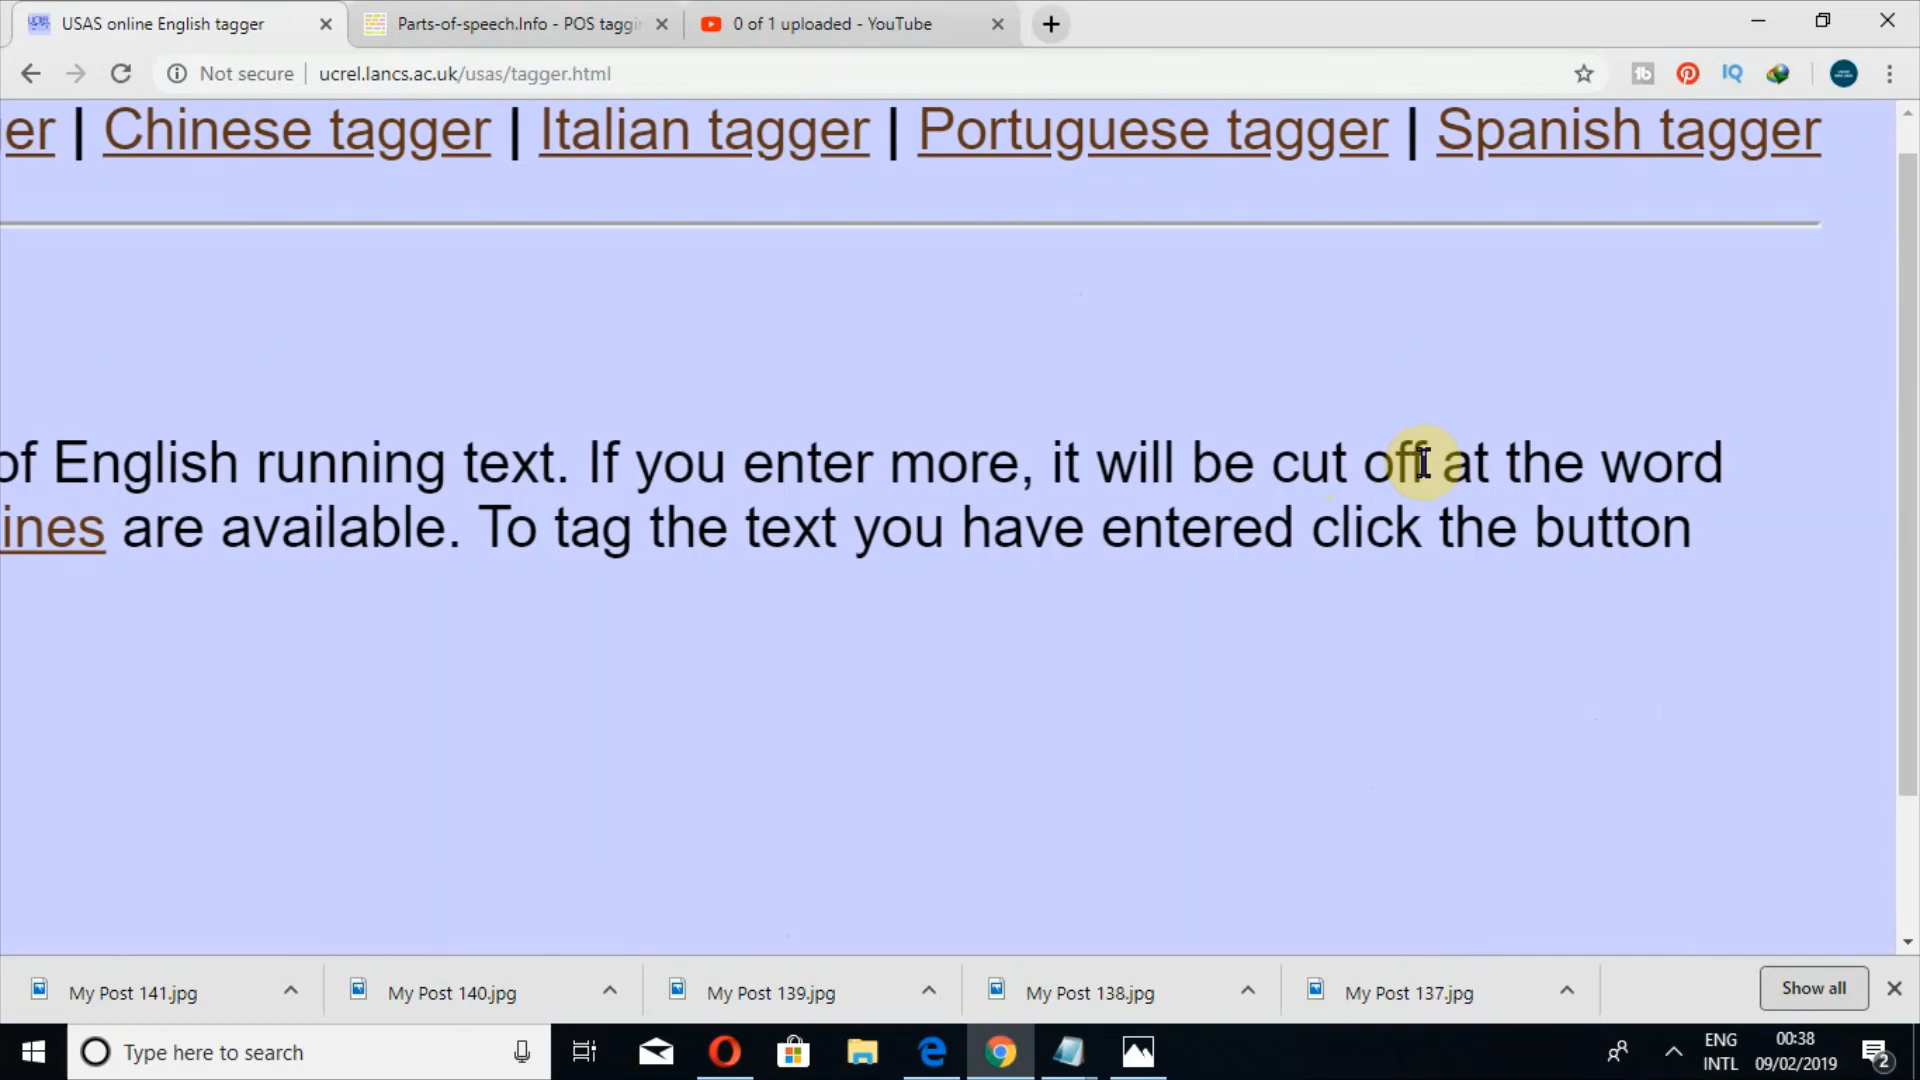 USAS online English tagger
Parts-of-speech.Info - POS taggi
0 of 1 uploaded - YouTube
Not secure
ucrel.lancs.ac.uk/usas/tagger.html
er | Chinese tagger | Italian tagger | Portuguese tagger | Spanish tagger
of English running text. If you enter more, it will be cut off at the word
ines are available. To tag the text you have entered click the button
My Post 141.jpg
My Post 140.jpg
My Post 139.jpg
My Post 138.jpg
My Post 137.jpg
Show all
Type here to search
ENG
INTL
00:38
09/02/2019
2